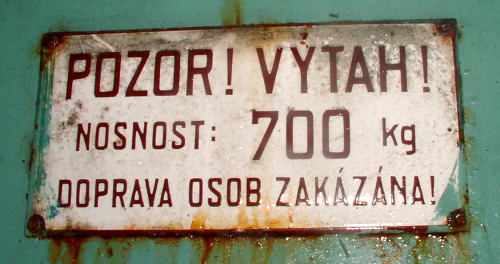 POZOR! VÝTAH!
NOSNOST: 700 kg
DOPRAVA OSOB ZAKÁZÁNA!